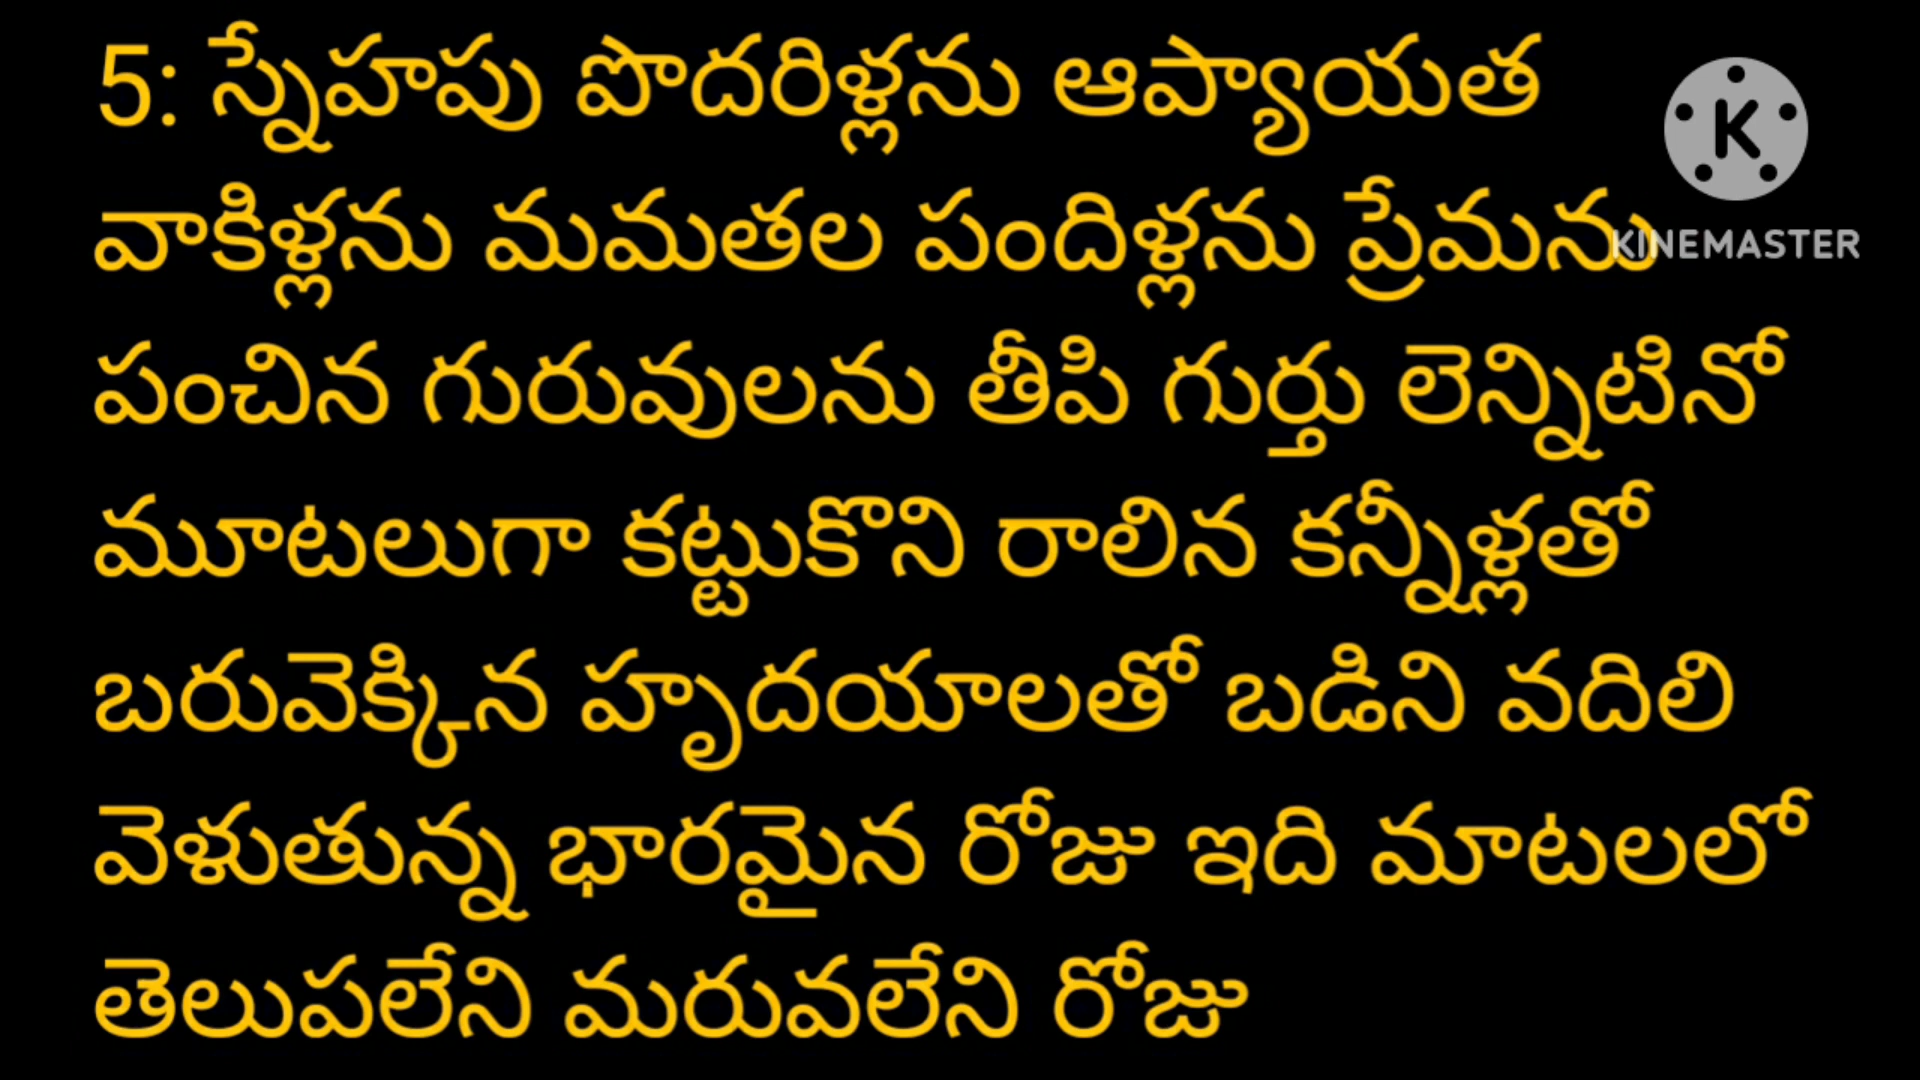 5: స్నేహపు పొదరిళ్లను ఆప్యాయత
వాకిళ్లను మమతల పందిళ్లను ప్రేమను
పంచిన గురువులను తీపి గుర్తు లెన్నిటినో
మూటలుగా కట్టుకొని రాలిన కన్నీళ్లతో
బరువెక్కిన హృదయాలతో బడిని వదిలి
వెళుతున్న భారమైన రోజు ఇది మాటలలో
తెలుపలేని మరువలేని రోజు
K
KINEMASTER